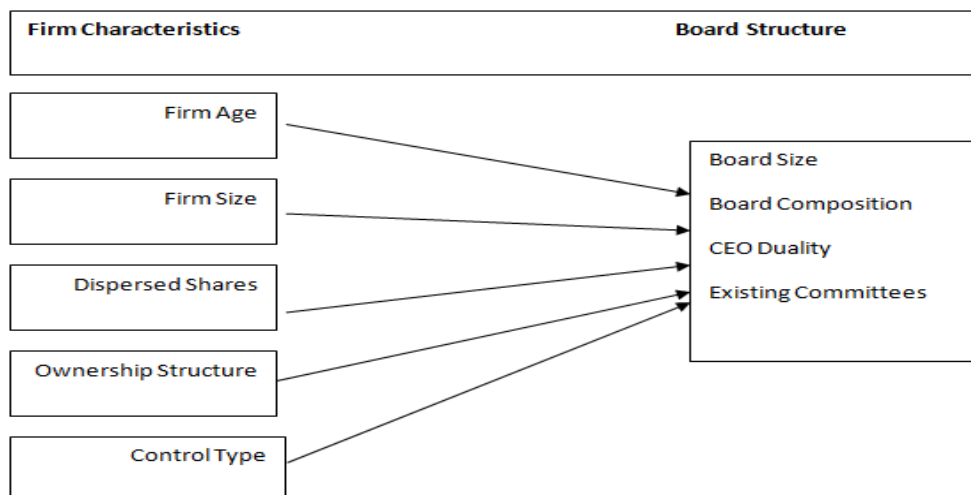 Firm Characteristics Board Structure
Firm Age
Firm Size
Dispersed Shares
Ownership Structure
Control Type
Board Size
Board Composition
CEO Duality
Existing Committees